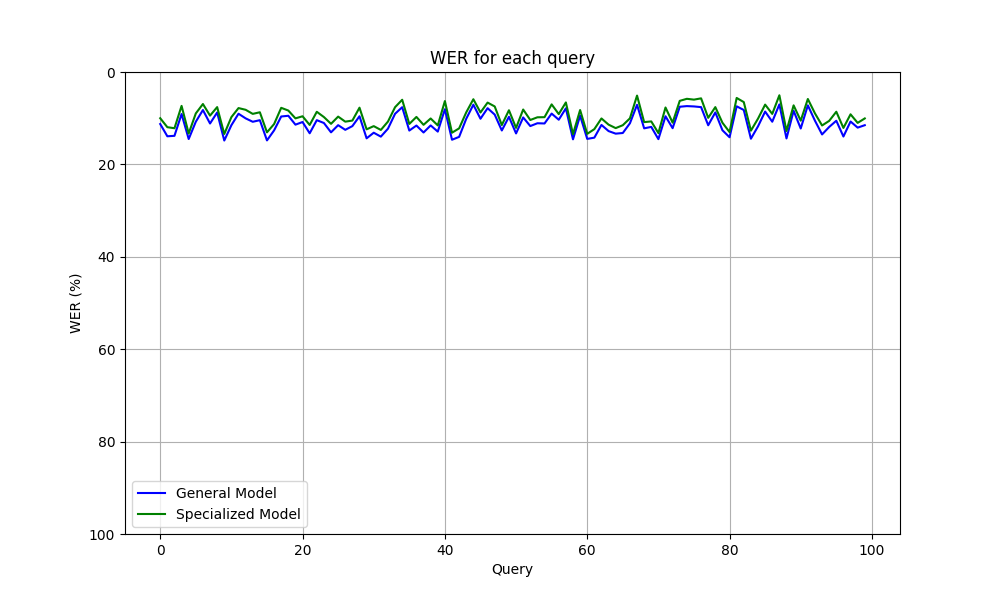 WER for each query
0
20
40
60
80
100
WER (%)
General Model
Specialized Model
0 20 40 60 80 100
Query